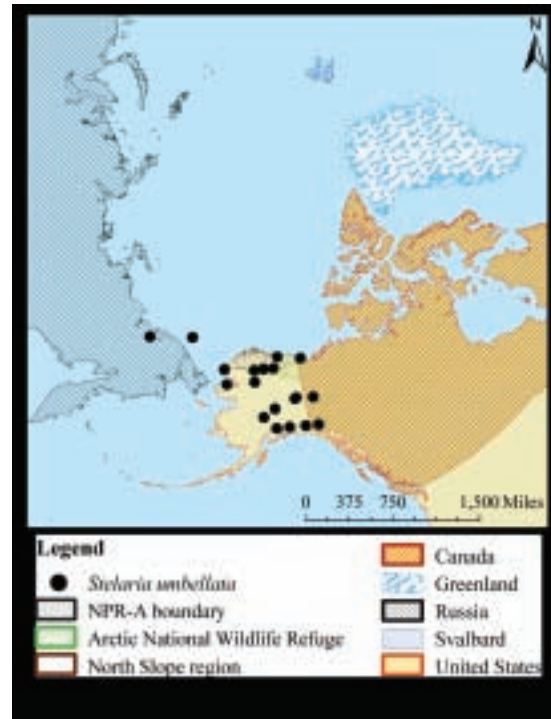 N
0 375 750 1,500 Miles
Legend
Stelaria umbellata
NPR-A boundary
Arctic National Wildlife Refuge
North Slope region
Canada
Greenland
Russia
Svalbard
United States